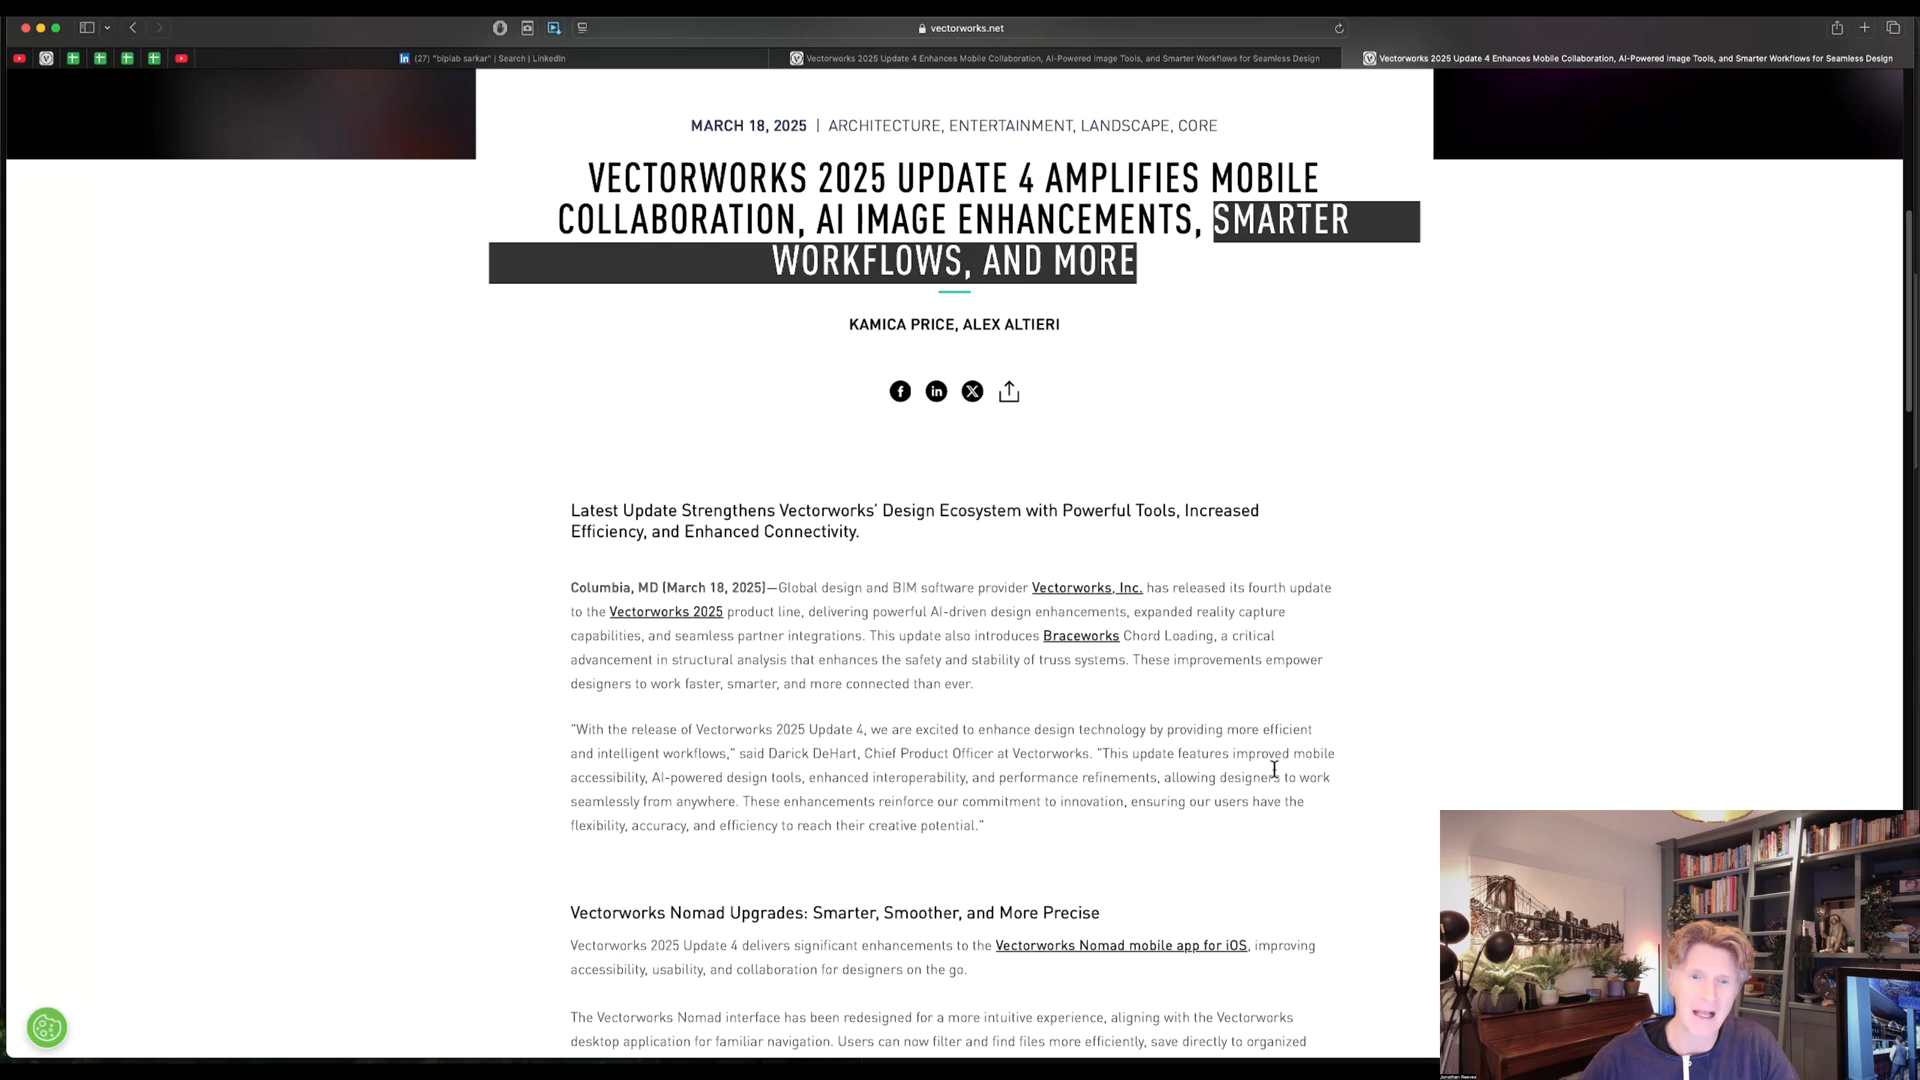 vectorworks.net
(27) "biplab sarkar" | Search | LinkedIn
Vectorworks 2025 Update 4 Enhances Mobile Collaboration, AI-Powered Image Tools, and Smarter Workflows for Seamless Design
Vectorworks 2025 Update 4 Enhances Mobile Collaboration, AI-Powered Image Tools, and Smarter Workflows for Seamless Design
MARCH 18, 2025 | ARCHITECTURE, ENTERTAINMENT, LANDSCAPE, CORE
VECTORWORKS 2025 UPDATE 4 AMPLIFIES MOBILE
COLLABORATION, AI IMAGE ENHANCEMENTS, SMARTER
WORKFLOWS, AND MORE
KAMICA PRICE, ALEX ALTIERI
Latest Update Strengthens Vectorworks’ Design Ecosystem with Powerful Tools, Increased
Efficiency, and Enhanced Connectivity.
Columbia, MD (March 18, 2025)—Global design and BIM software provider Vectorworks, Inc. has released its fourth update
to the Vectorworks 2025 product line, delivering powerful AI-driven design enhancements, expanded reality capture
capabilities, and seamless partner integrations. This update also introduces Braceworks Chord Loading, a critical
advancement in structural analysis that enhances the safety and stability of truss systems. These improvements empower
designers to work faster, smarter, and more connected than ever.
“With the release of Vectorworks 2025 Update 4, we are excited to enhance design technology by providing more efficient
and intelligent workflows,” said Darick DeHart, Chief Product Officer at Vectorworks. “This update features improved mobile
accessibility, AI-powered design tools, enhanced interoperability, and performance refinements, allowing designers to work
seamlessly from anywhere. These enhancements reinforce our commitment to innovation, ensuring our users have the
flexibility, accuracy, and efficiency to reach their creative potential.”
Vectorworks Nomad Upgrades: Smarter, Smoother, and More Precise
Vectorworks 2025 Update 4 delivers significant enhancements to the Vectorworks Nomad mobile app for iOS, improving
accessibility, usability, and collaboration for designers on the go.
The Vectorworks Nomad interface has been redesigned for a more intuitive experience, aligning with the Vectorworks
desktop application for familiar navigation. Users can now filter and find files more efficiently, save directly to organized
Jonathan Reeves